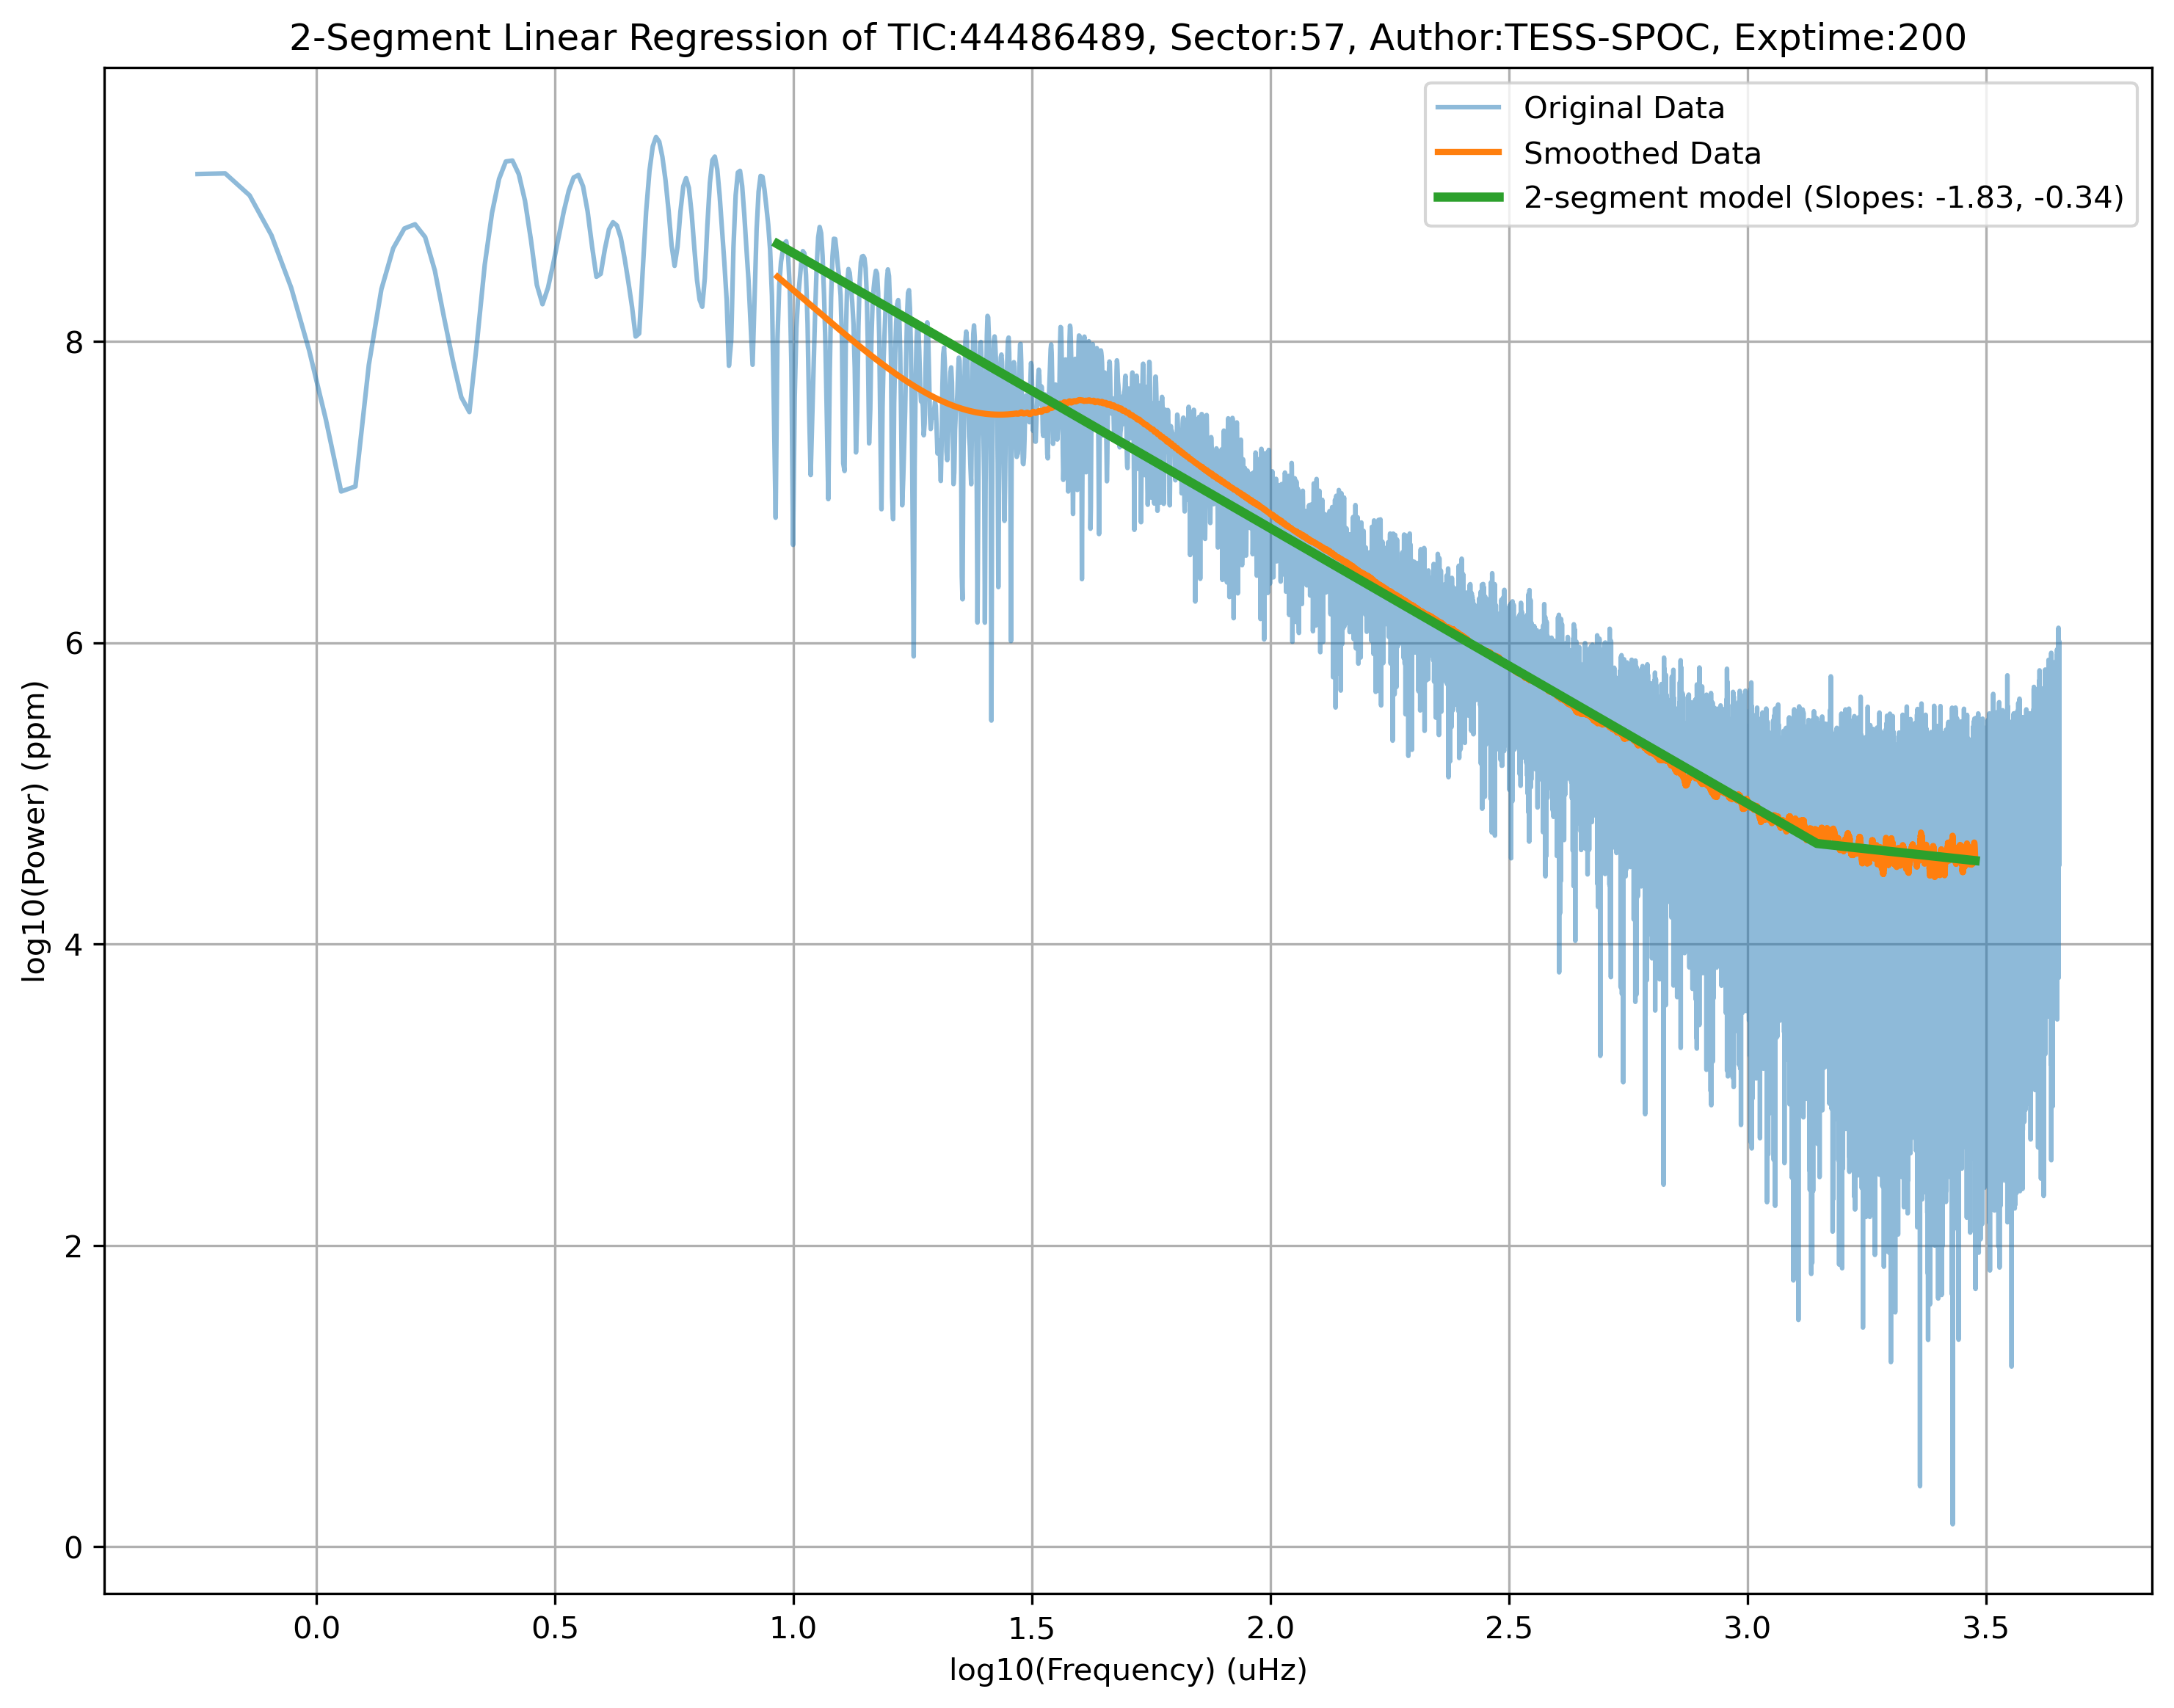 2-Segment Linear Regression of TIC:44486489, Sector:57, Author:TESS-SPOC, Exptime:200
Original Data
Smoothed Data
2-segment model (Slopes: -1.83, -0.34)
log10(Power) (ppm)
8
6
4
2
0
0.0 0.5 1.0 1.5 2.0 2.5 3.0 3.5
log10(Frequency) (uHz)